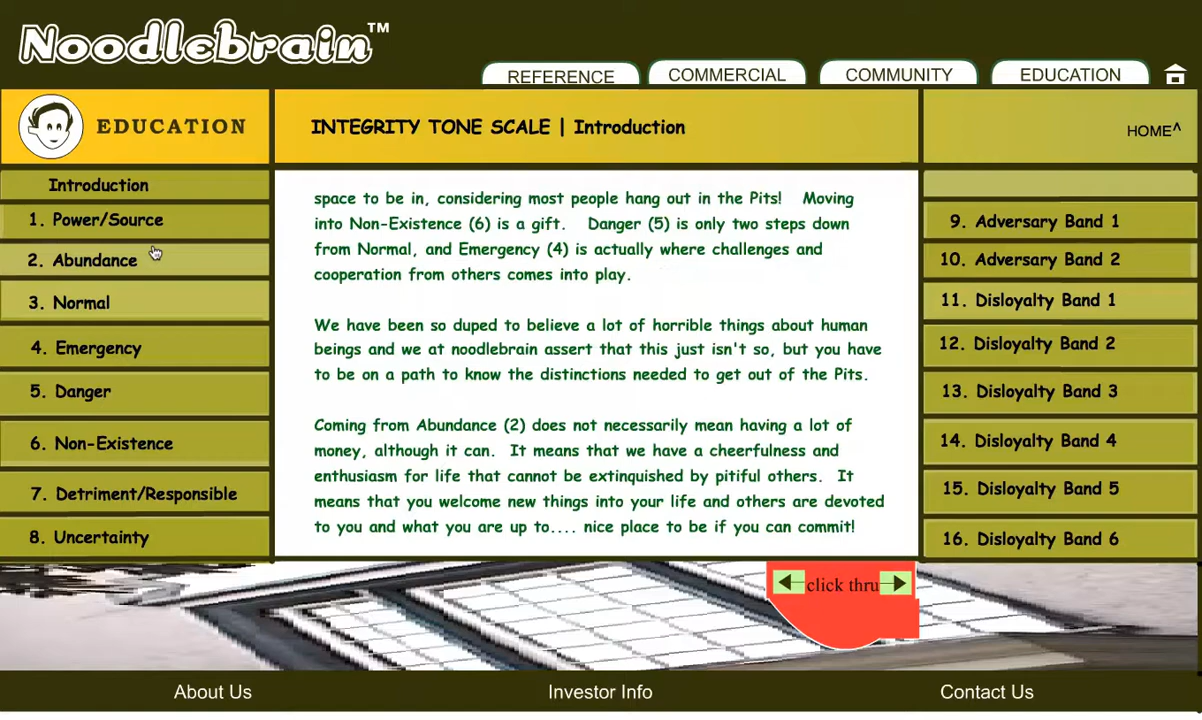 Noodlebrain™
REFERENCE
COMMERCIAL
COMMUNITY
EDUCATION
EDUCATION
INTEGRITY TONE SCALE | Introduction
HOME^
Introduction
1. Power/Source
2. Abundance
3. Normal
4. Emergency
5. Danger
6. Non-Existence
7. Detriment/Responsible
8. Uncertainty
space to be in, considering most people hang out in the Pits! Moving
into Non-Existence (6) is a gift. Danger (5) is only two steps down
from Normal, and Emergency (4) is actually where challenges and
cooperation from others comes into play.
We have been so duped to believe a lot of horrible things about human
beings and we at noodlebrain assert that this just isn't so, but you have
to be on a path to know the distinctions needed to get out of the Pits.
Coming from Abundance (2) does not necessarily mean having a lot of
money, although it can. It means that we have a cheerfulness and
enthusiasm for life that cannot be extinguished by pitiful others. It
means that you welcome new things into your life and others are devoted
to you and what you are up to.... nice place to be if you can commit!
9. Adversary Band 1
10. Adversary Band 2
11. Disloyalty Band 1
12. Disloyalty Band 2
13. Disloyalty Band 3
14. Disloyalty Band 4
15. Disloyalty Band 5
16. Disloyalty Band 6
click thru
About Us
Investor Info
Contact Us